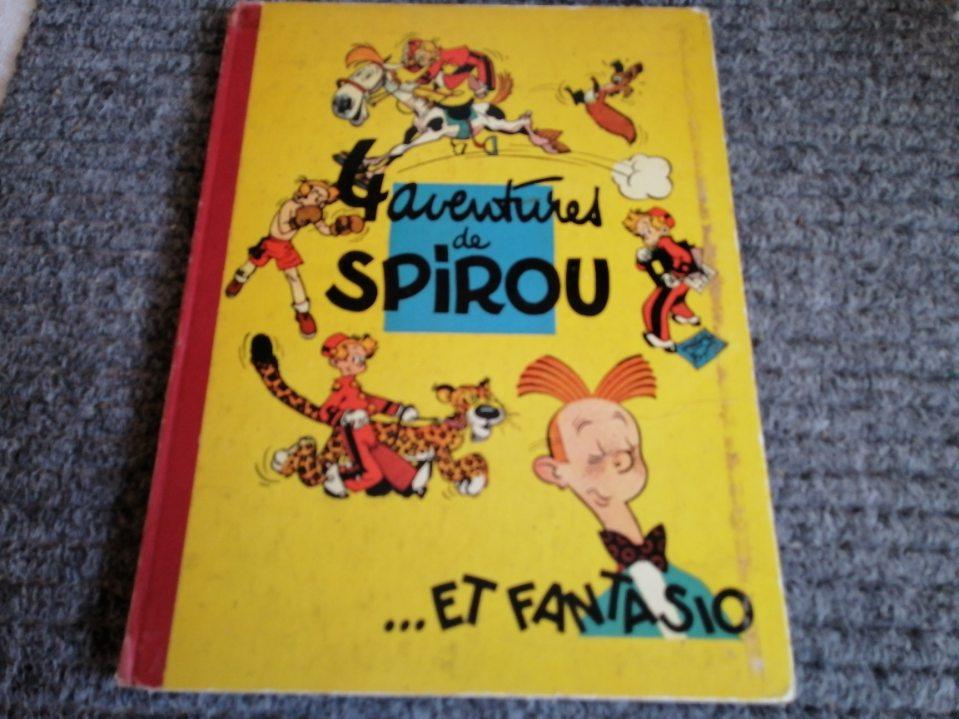 4 aventures
de
SPiROU
...ET FANTASIO